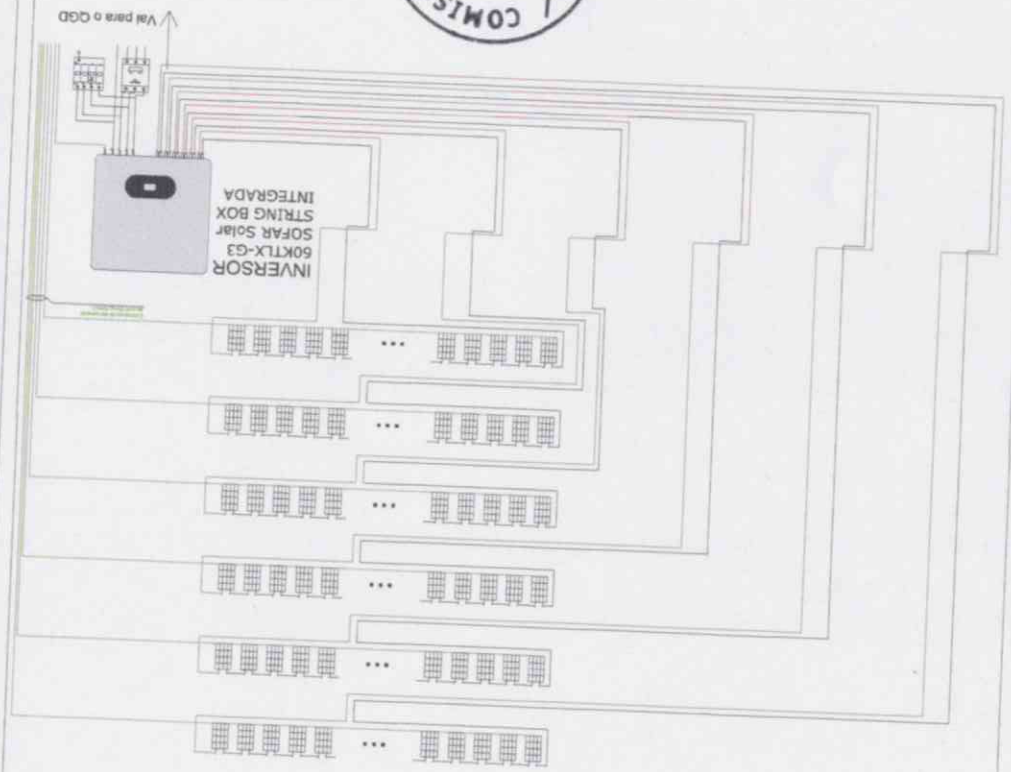 INVERSOR
60KTLX-G3
SOFAR Solar
STRING BOX
INTEGRADA
Vai para o QGD
COMIS